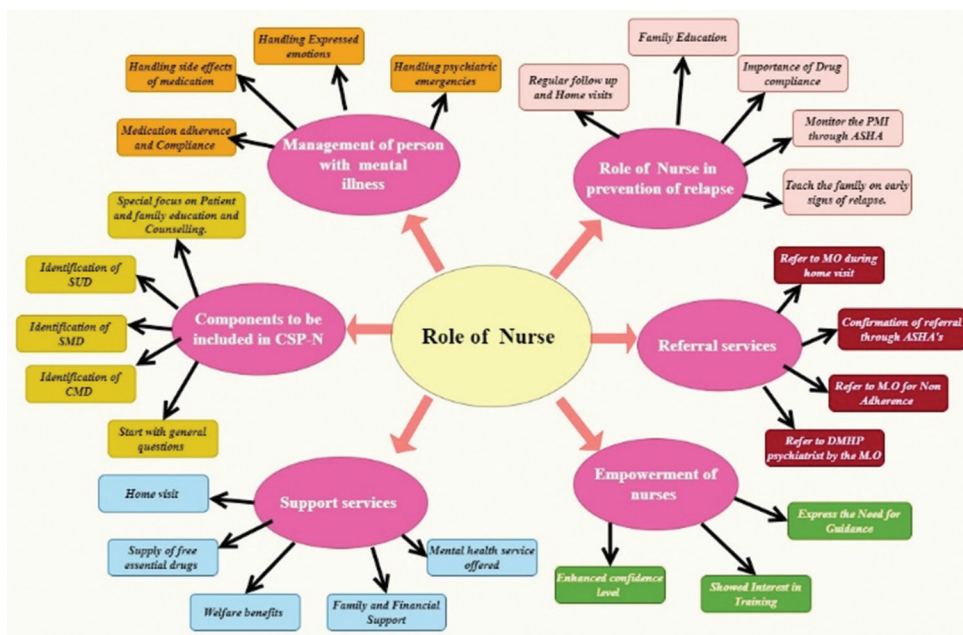 Handling Expressed
emotions
Handling side effects
of medication
Handling psychiatric
emergencies
Medication adherence
and Compliance
Management of person
with mental
illness
Family Education
Regular follow up
and Home visits
Importance of Drug
compliance
Monitor the PMI
through ASHA
Teach the family on early
signs of relapse.
Role of Nurse in
prevention of relapse
Special focus on Patient
and family education and
Counselling.
Identification of
SUD
Identification of
SMD
Identification of
CMD
Start with general
questions
Components to be
included in CSP-N
Role of Nurse
Refer to MO during
home visit
Confirmation of referral
through ASHA's
Refer to M.O for Non
Adherence
Refer to DMHP
psychiatrist by the M.O
Referral services
Home visit
Supply of free
essential drugs
Welfare benefits
Family and Financial
Support
Mental health service
offered
Support services
Empowerment of
nurses
Express the Need for
Guidance
Enhanced confidence
level
Showed Interest in
Training